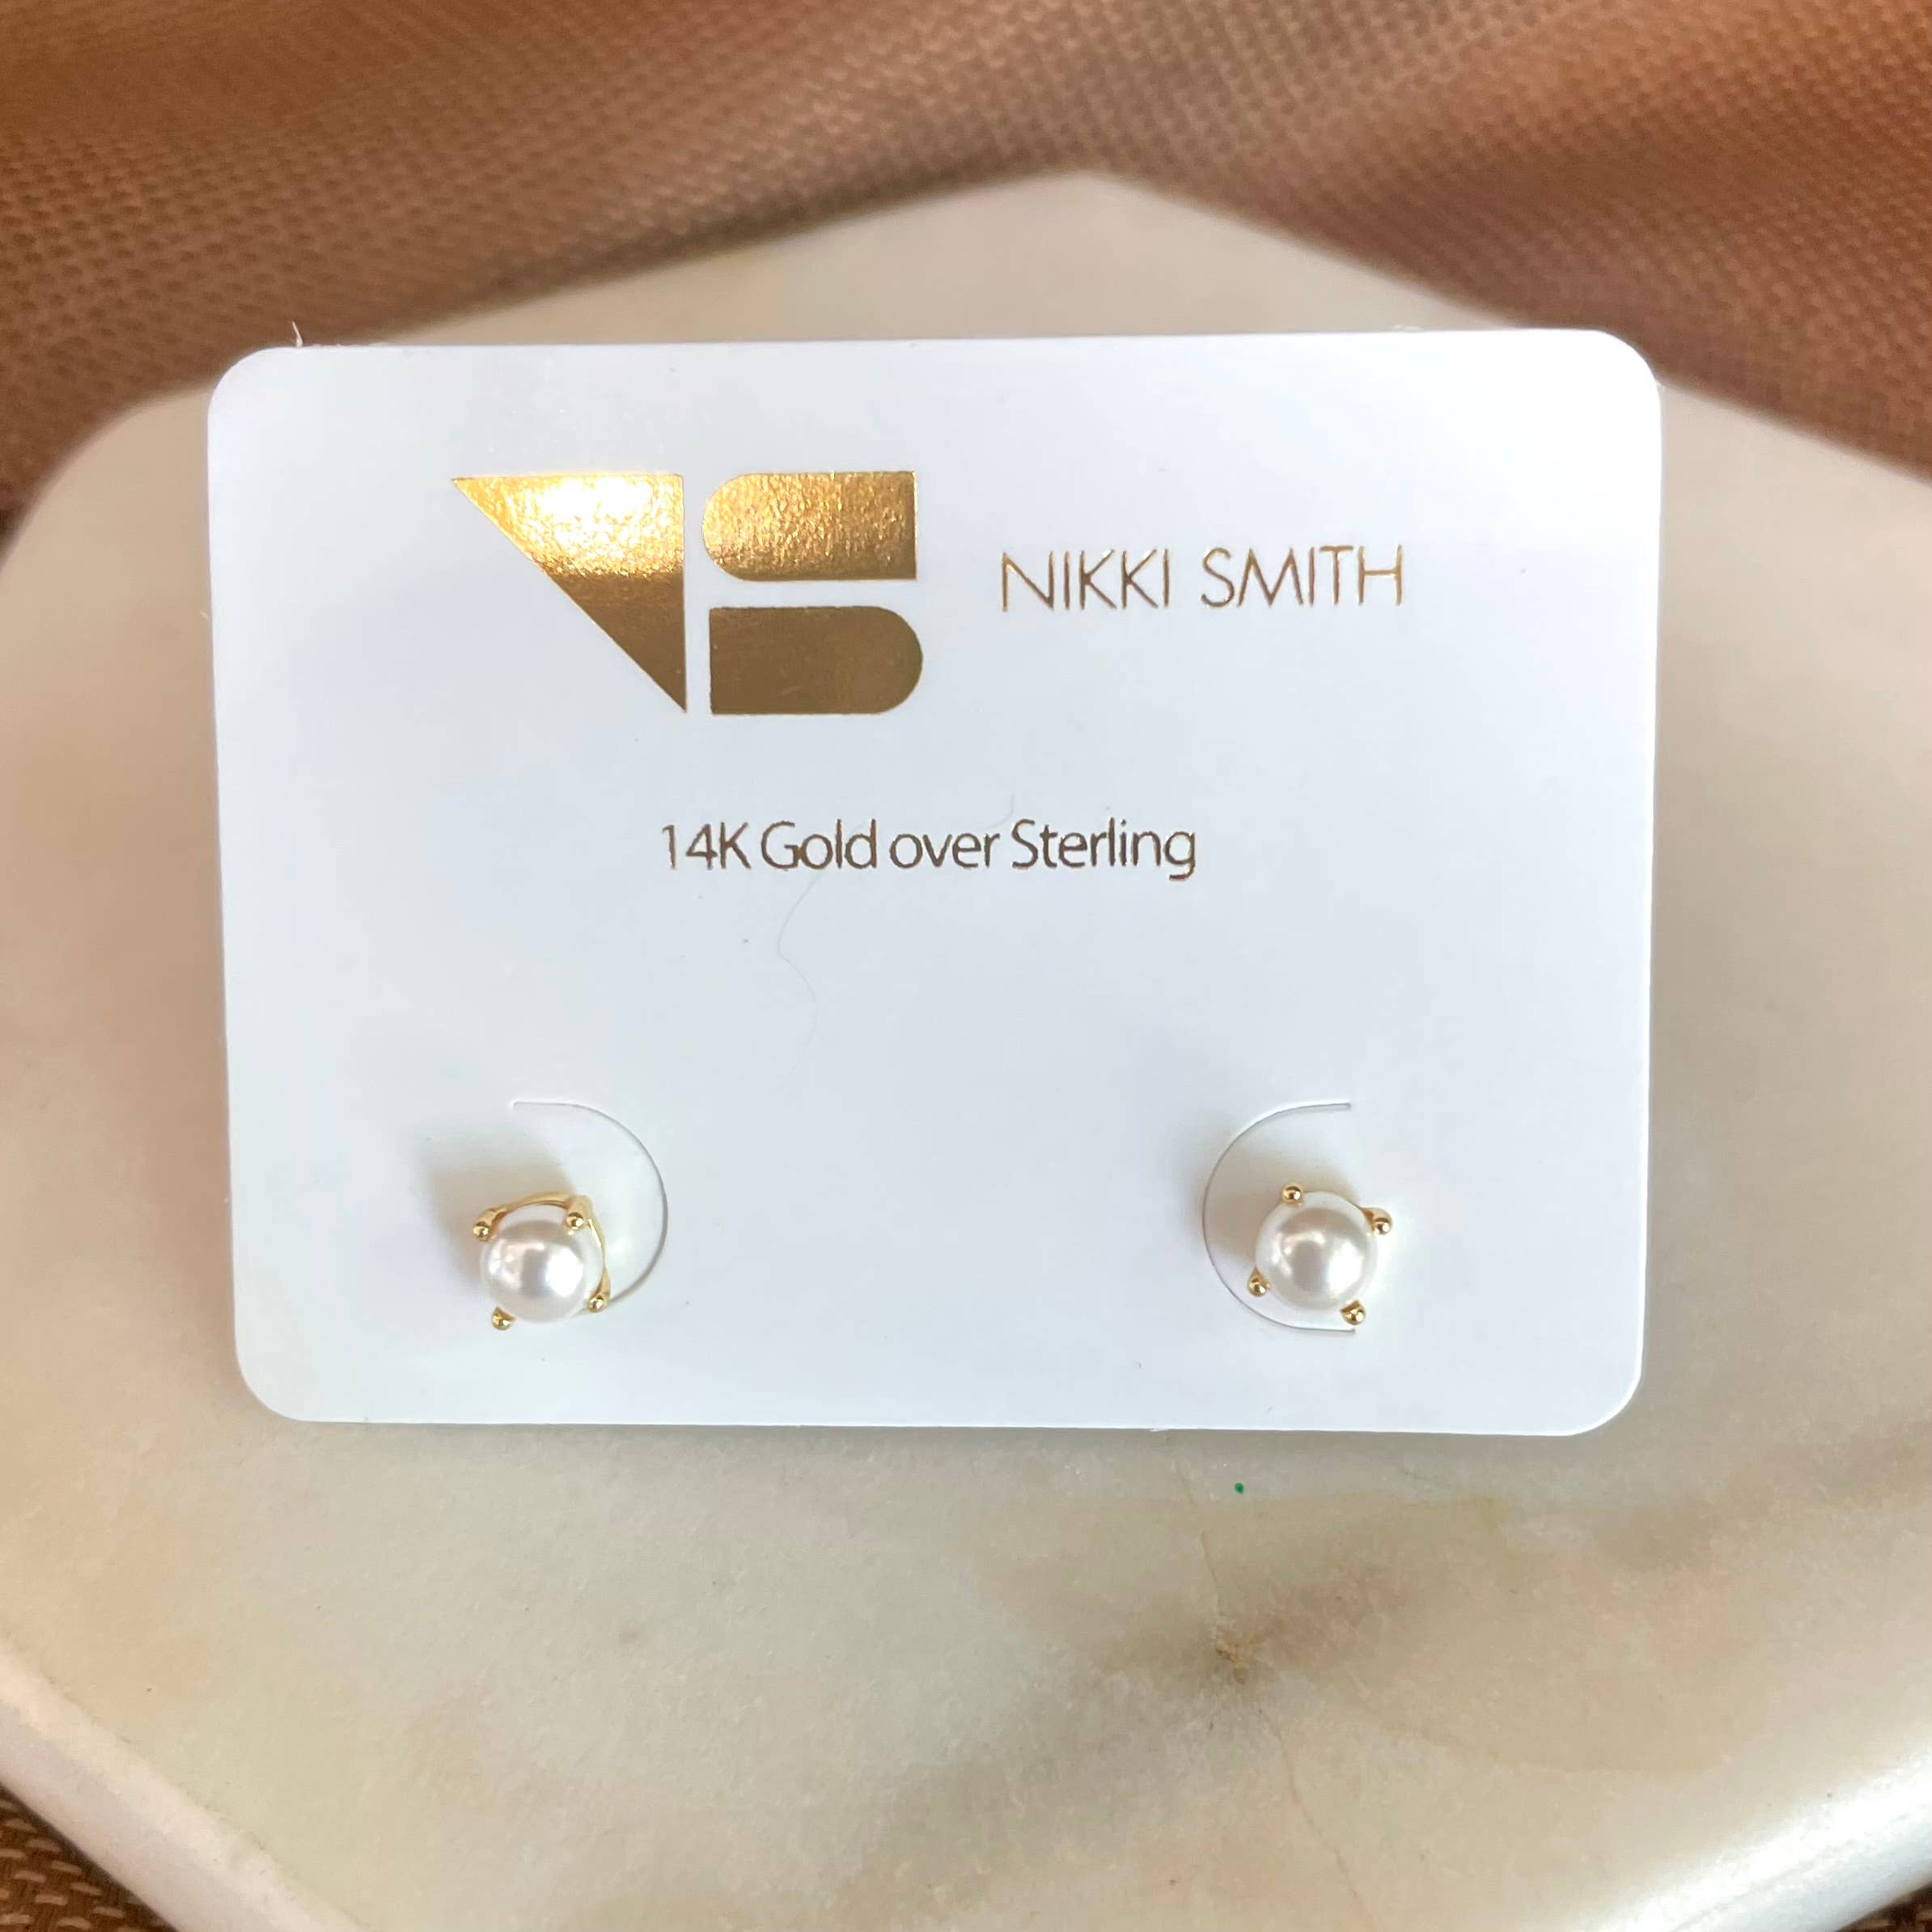 NIKKI SMITH
14K Gold over Sterling